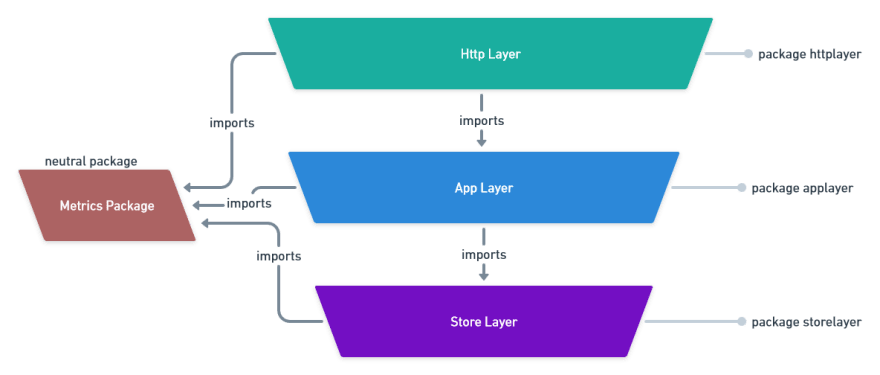 Http Layer
package httplayer
imports
imports
neutral package
Metrics Package
imports
App Layer
package applayer
imports
imports
Store Layer
package storelayer